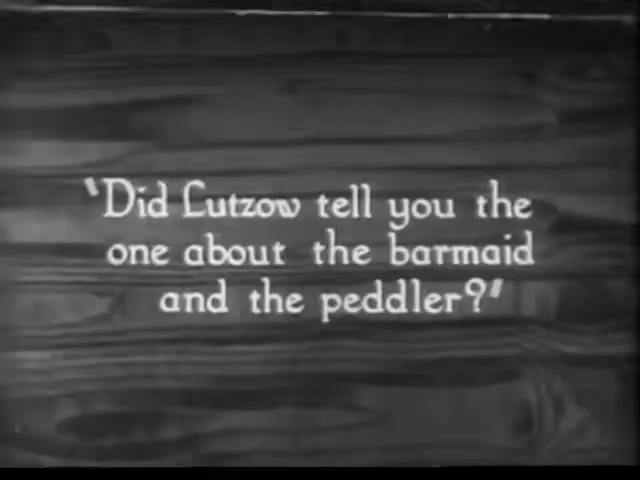 "Did Lutzow tell you the
one about the barmaid
and the peddler?"